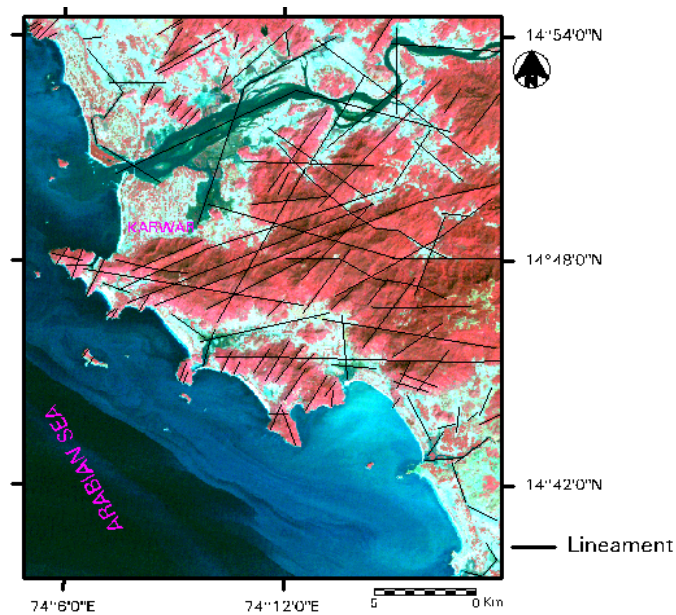 14°54'0"N
N
KARWAR
14°48'0"N
ARABIAN SEA
14°42'0"N
Lineament
74°6'0"E
74°12'0"E
5 0 Km